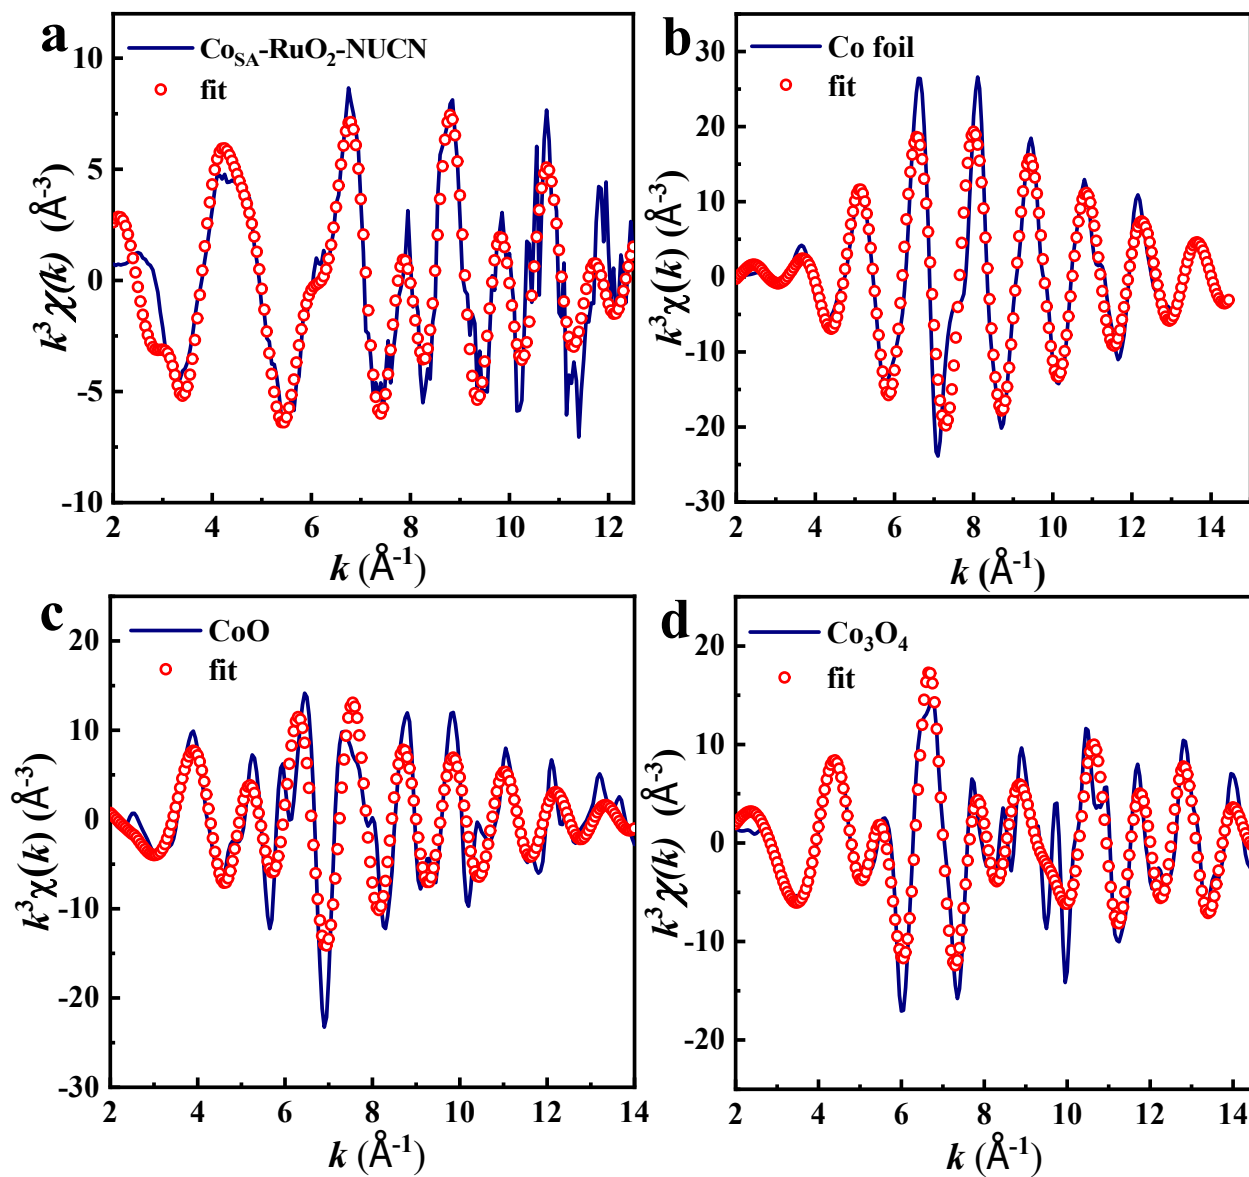 a
Co_SA-RuO₂-NUCN
fit
k³χ(k) (Å⁻³)
10
5
0
-5
-10
2 4 6 8 10 12
k (Å⁻¹)
b
Co foil
fit
k³χ(k) (Å⁻³)
30
20
10
0
-10
-20
-30
2 4 6 8 10 12 14
k (Å⁻¹)
c
CoO
fit
k³χ(k) (Å⁻³)
20
10
0
-10
-20
-30
2 4 6 8 10 12 14
k (Å⁻¹)
d
Co₃O₄
fit
k³χ(k) (Å⁻³)
20
10
0
-10
-20
2 4 6 8 10 12 14
k (Å⁻¹)